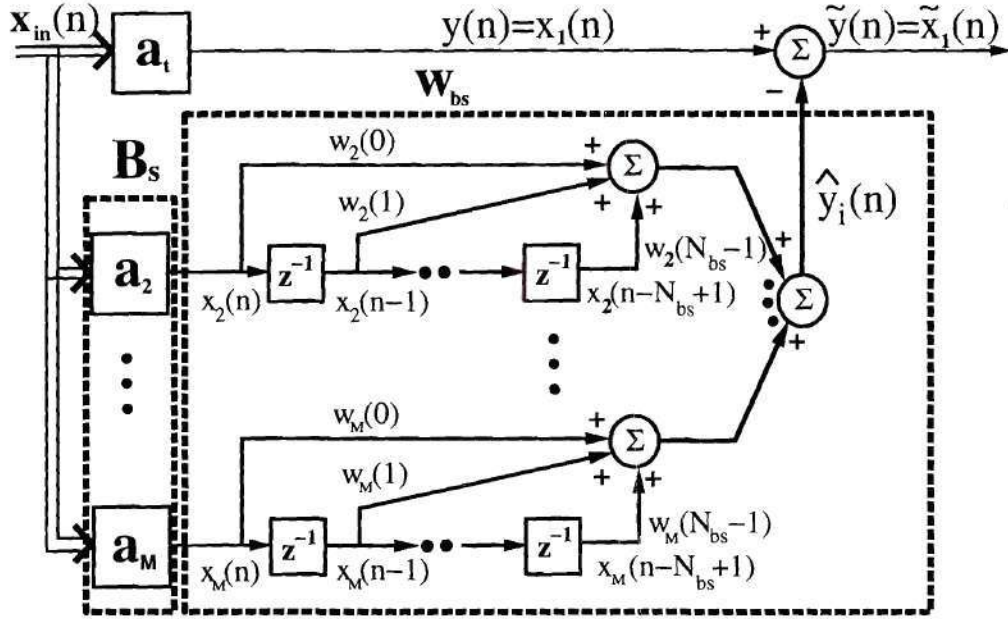 x_in(n)
a_t
y(n)=x_1(n)
+
Σ
ỹ(n)=x̃_1(n)
−
w_bs
B_s
w_2(0)
+
Σ
w_2(1)
+
+
ŷ_i(n)
a_2
z^{-1}
z^{-1}
w_2(N_bs−1)
+
x_2(n)
x_2(n−1)
x_2(n−N_bs+1)
Σ
+
w_M(0)
+
Σ
w_M(1)
+
+
a_M
z^{-1}
z^{-1}
w_M(N_bs−1)
x_M(n)
x_M(n−1)
x_M(n−N_bs+1)